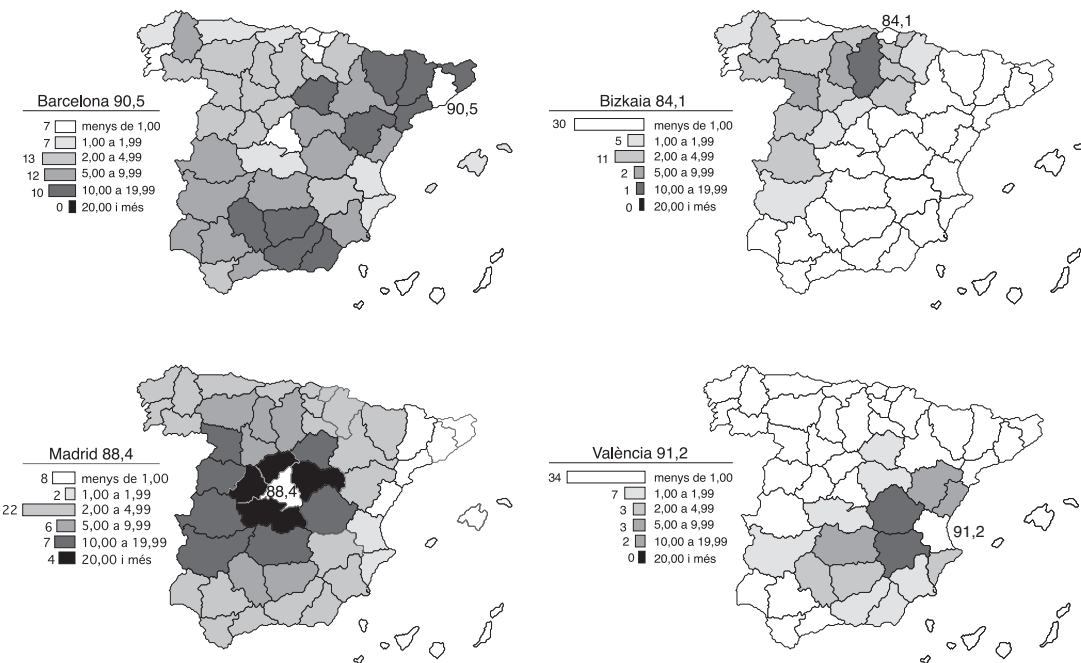 Barcelona 90,5
7 menys de 1,00
7 1,00 a 1,99
13 2,00 a 4,99
12 5,00 a 9,99
10 10,00 a 19,99
0 20,00 i més
90,5
Bizkaia 84,1
30 menys de 1,00
5 1,00 a 1,99
11 2,00 a 4,99
2 5,00 a 9,99
1 10,00 a 19,99
0 20,00 i més
84,1
Madrid 88,4
8 menys de 1,00
2 1,00 a 1,99
22 2,00 a 4,99
6 5,00 a 9,99
7 10,00 a 19,99
4 20,00 i més
88,4
València 91,2
34 menys de 1,00
7 1,00 a 1,99
3 2,00 a 4,99
3 5,00 a 9,99
2 10,00 a 19,99
0 20,00 i més
91,2